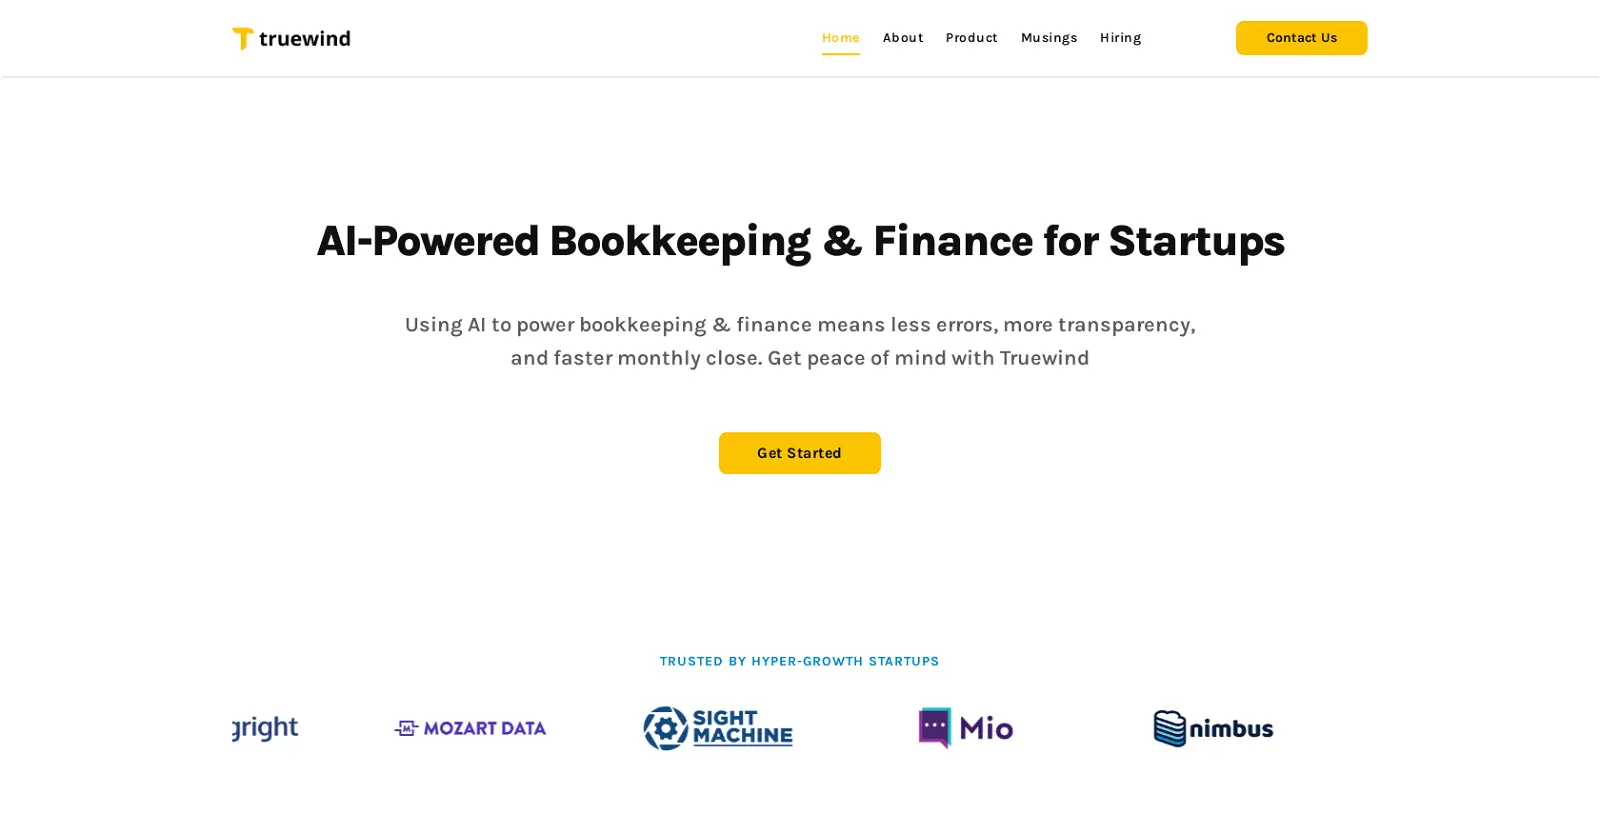 truewind
Home About Product Musings Hiring Contact Us
AI-Powered Bookkeeping & Finance for Startups
Using AI to power bookkeeping & finance means less errors, more transparency,
and faster monthly close. Get peace of mind with Truewind
Get Started
TRUSTED BY HYPER-GROWTH STARTUPS
gright
MOZART DATA
SIGHT
MACHINE
Mio
nimbus